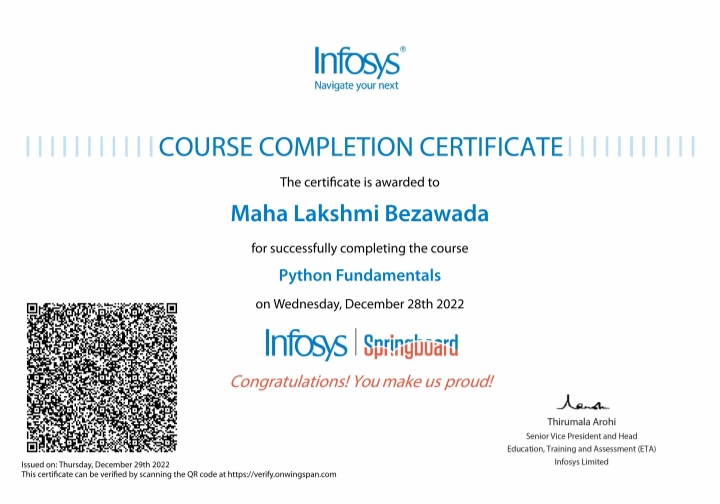 Infosys®
Navigate your next
COURSE COMPLETION CERTIFICATE
The certificate is awarded to
Maha Lakshmi Bezawada
for successfully completing the course
Python Fundamentals
on Wednesday, December 28th 2022
Infosys | Springboard
Congratulations! You make us proud!
Thirumala Arohi
Senior Vice President and Head
Education, Training and Assessment (ETA)
Infosys Limited
Issued on: Thursday, December 29th 2022
This certificate can be verified by scanning the QR code at https://verify.onwingspan.com